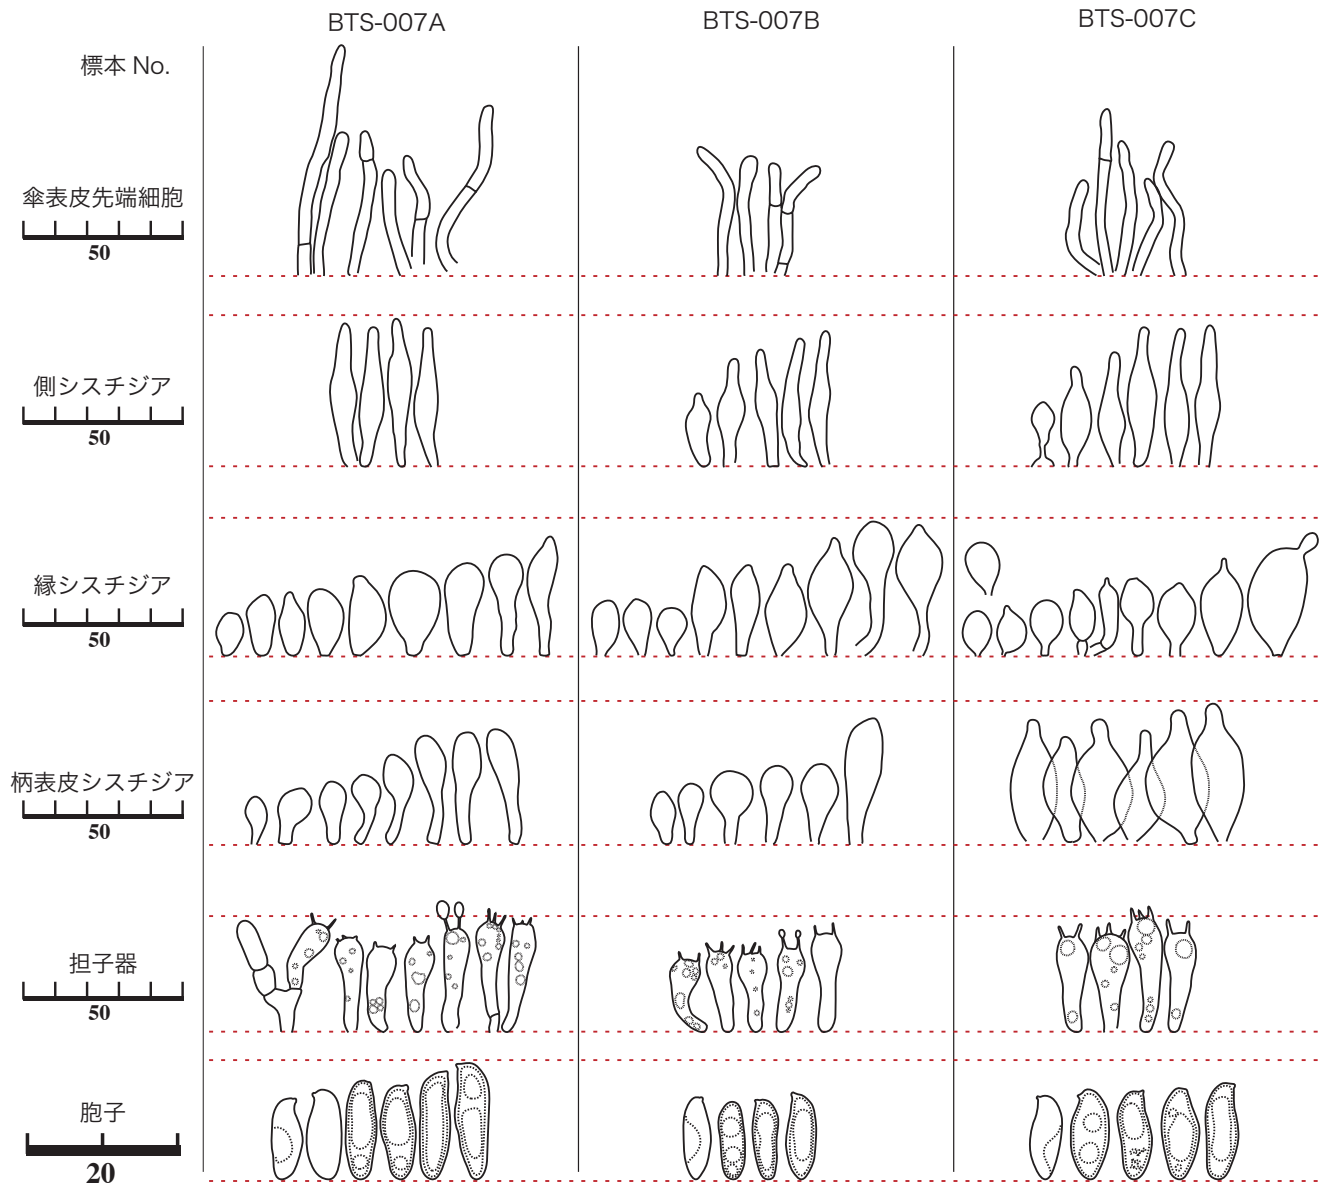 BTS-007A
BTS-007B
BTS-007C
標本 No.
傘表皮先端細胞
50
側シスチジア
50
縁シスチジア
50
柄表皮シスチジア
50
担子器
50
胞子
20